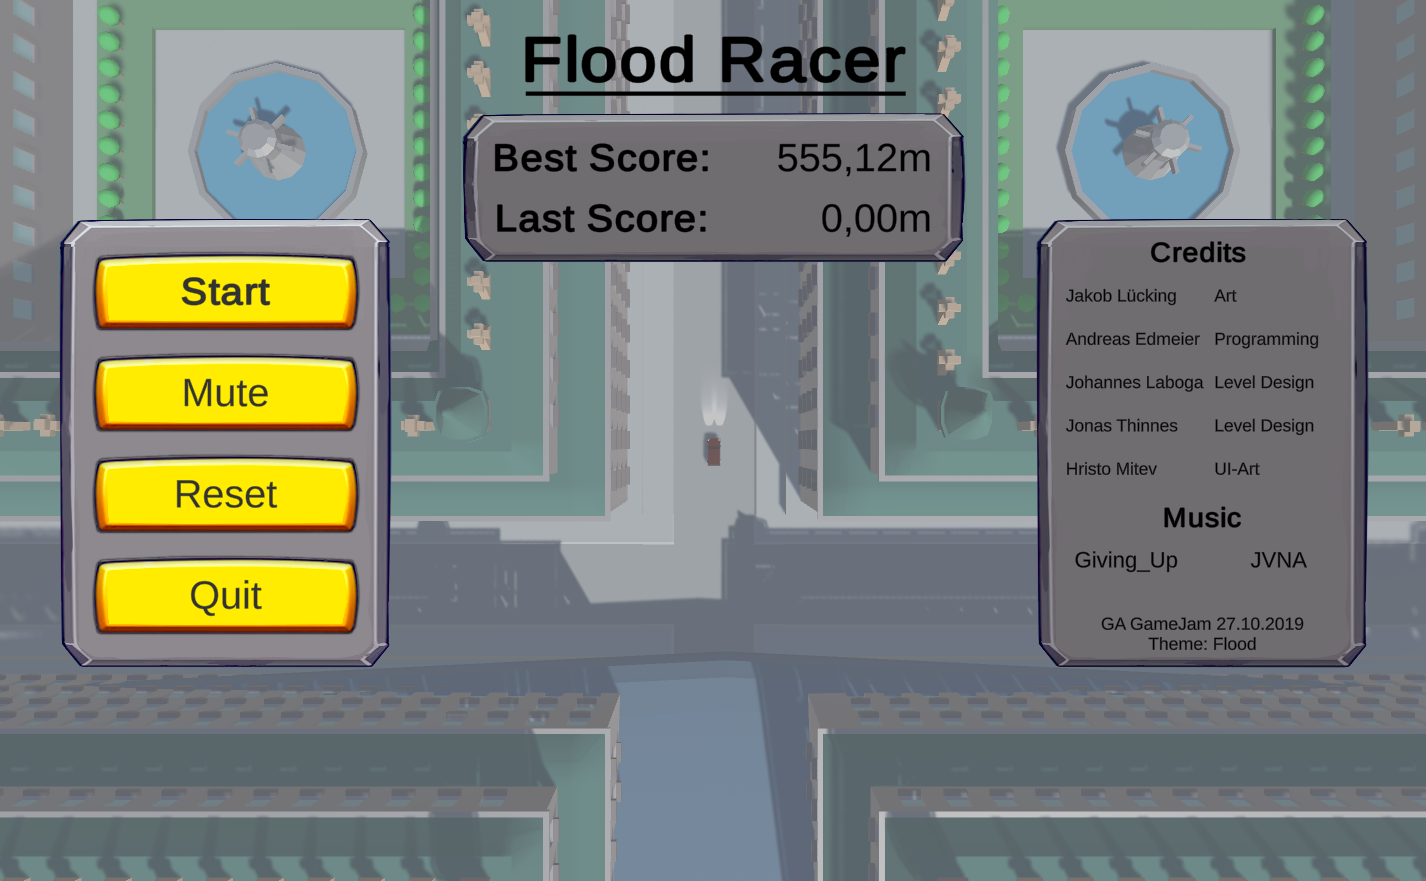 Flood Racer
Best Score: 555,12m
Last Score: 0,00m
Start
Mute
Reset
Quit
Credits
Jakob Lücking Art
Andreas Edmeier Programming
Johannes Laboga Level Design
Jonas Thinnes Level Design
Hristo Mitev UI-Art
Music
Giving_Up JVNA
GA GameJam 27.10.2019
Theme: Flood